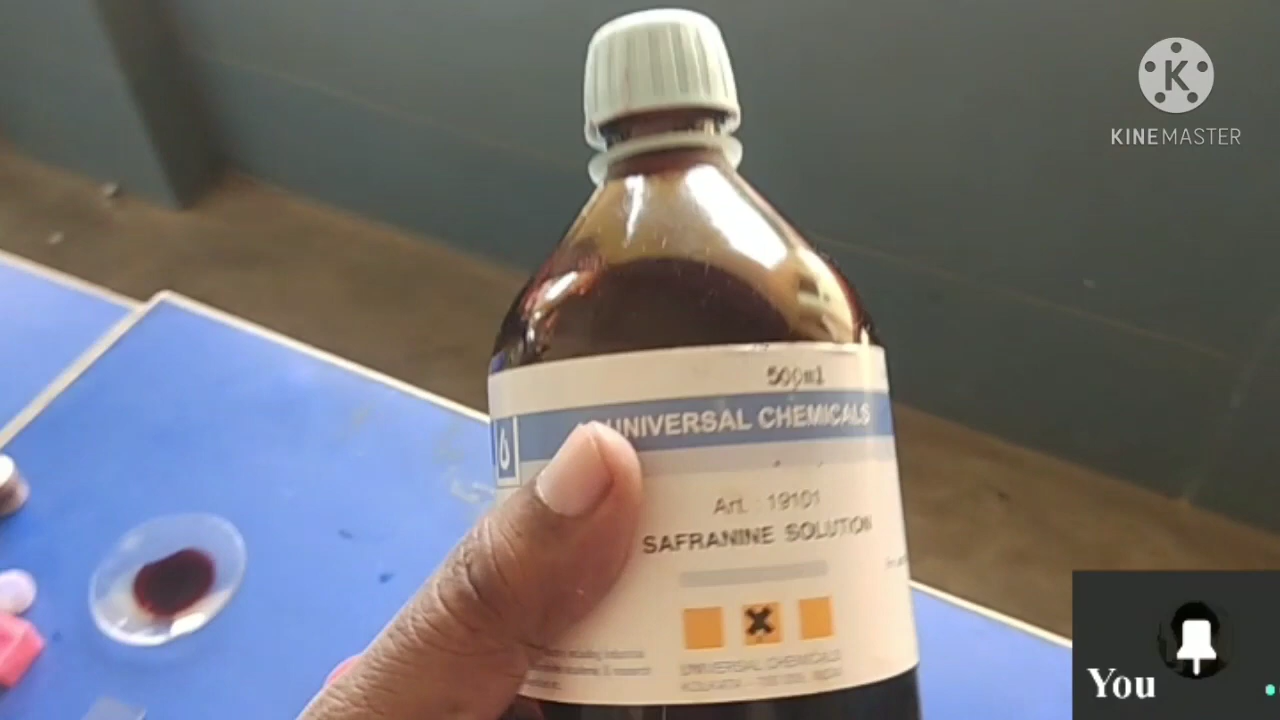 KINEMASTER
500ml
UNIVERSAL CHEMICALS
Art. : 19101
SAFRANINE SOLUTION
UNIVERSAL CHEMICALS
You